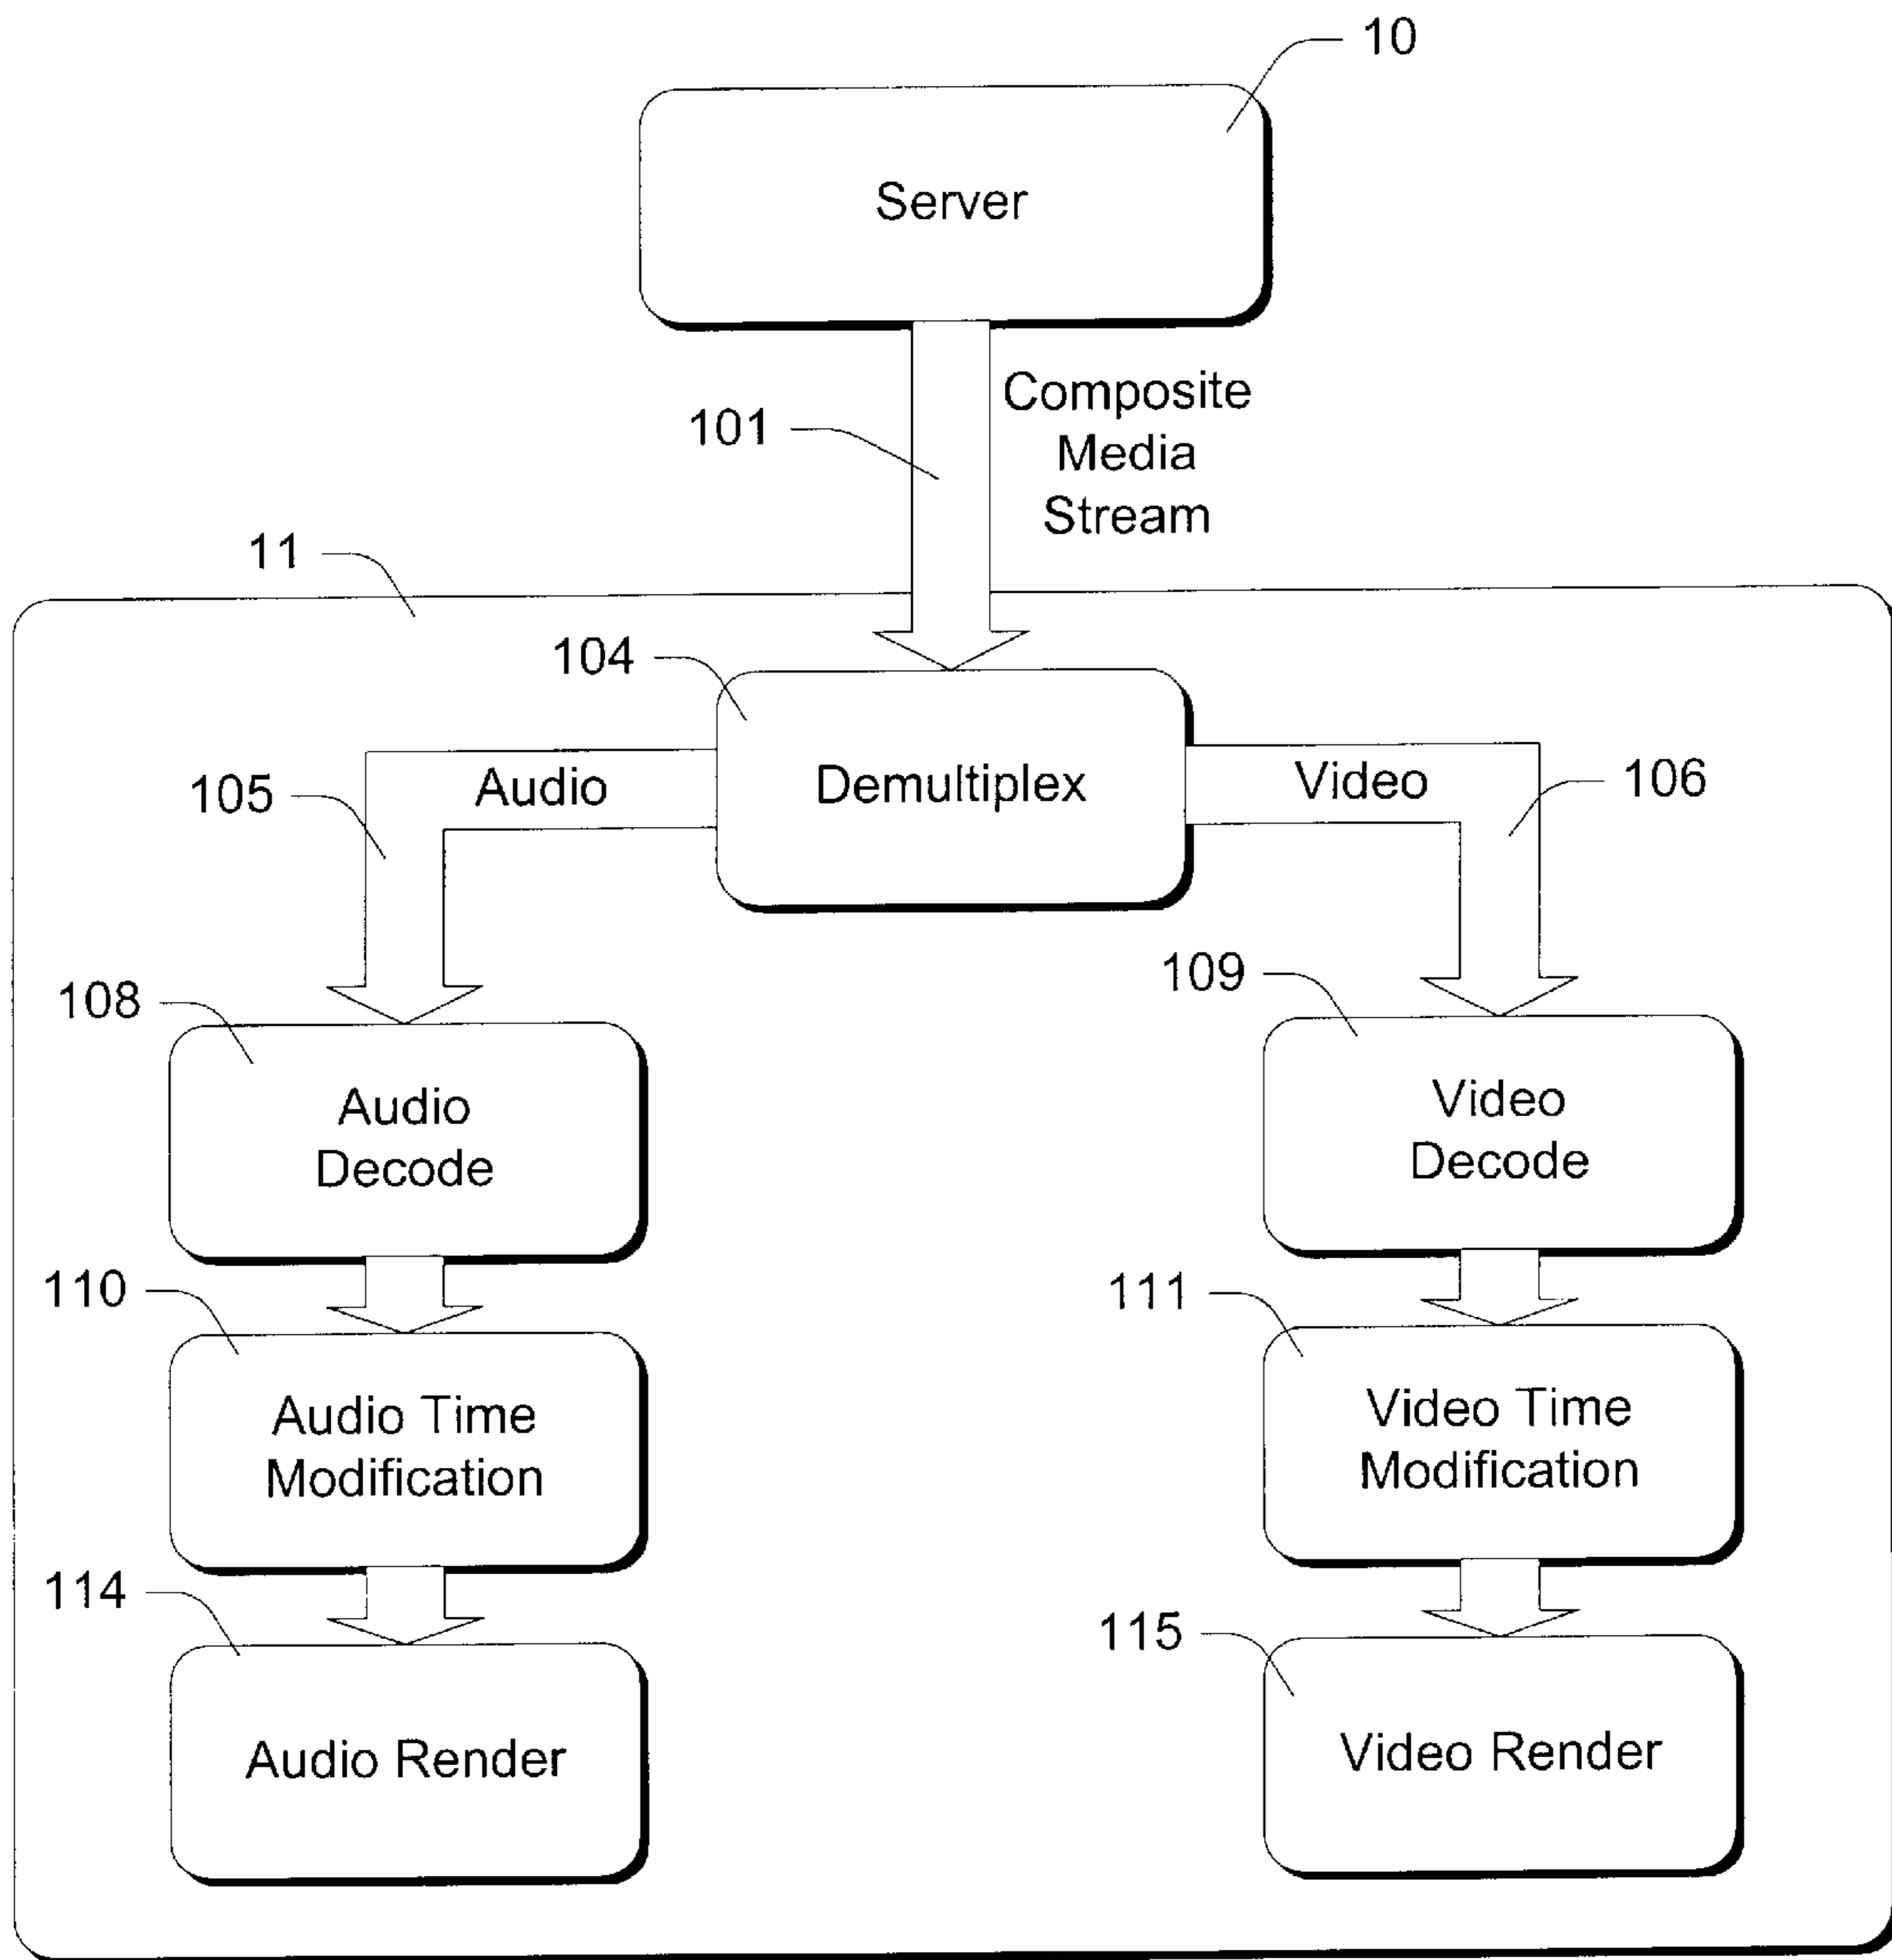 10
Server
Composite
Media
Stream
101
11
104
Demultiplex
Audio
Video
105
106
108
109
Audio
Decode
Video
Decode
110
111
Audio Time
Modification
Video Time
Modification
114
115
Audio Render
Video Render